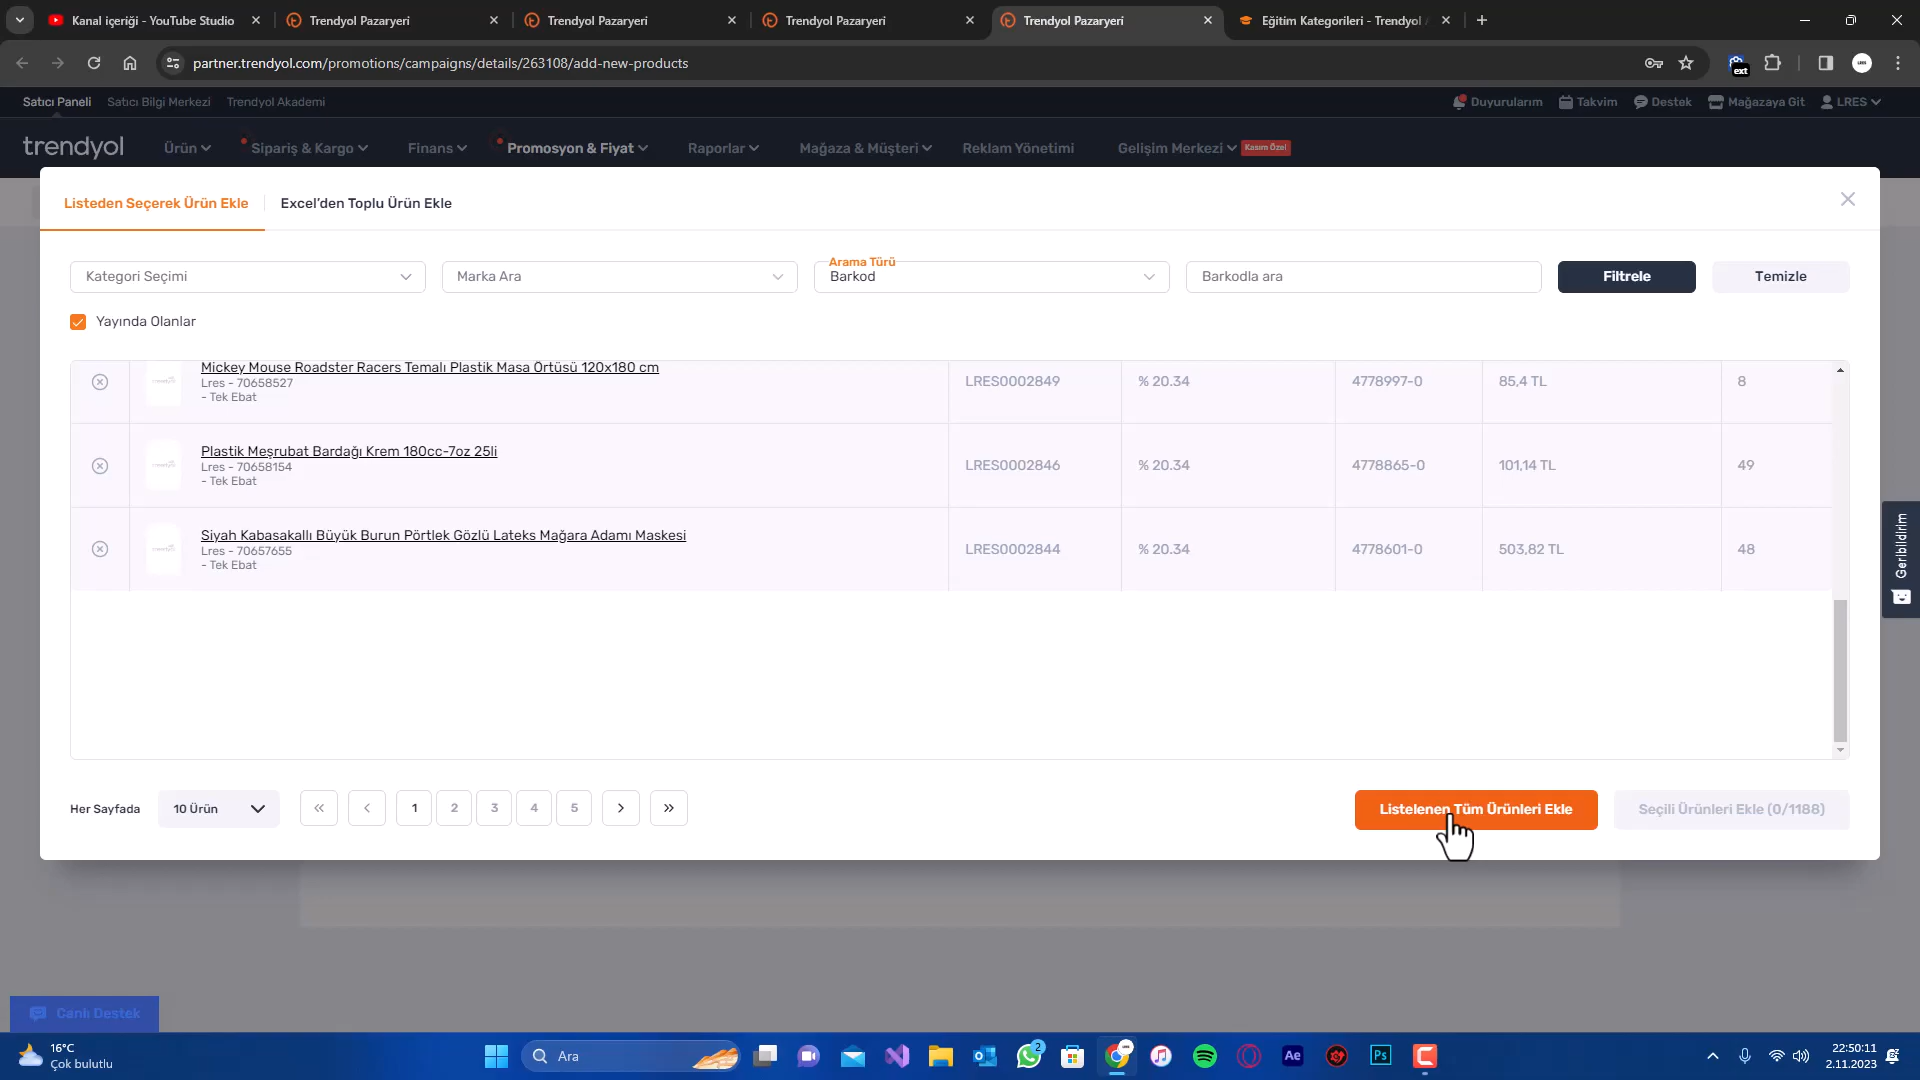 Kanal içeriği - YouTube Studio
Trendyol Pazaryeri
Trendyol Pazaryeri
Trendyol Pazaryeri
Trendyol Pazaryeri
Eğitim Kategorileri - Trendyol
partner.trendyol.com/promotions/campaigns/details/263108/add-new-products
ext
Satıcı Paneli
Satıcı Bilgi Merkezi
Trendyol Akademi
Duyurularım
Takvim
Destek
Mağazaya Git
LRES
trendyol
Ürün
Sipariş & Kargo
Finans
Promosyon & Fiyat
Raporlar
Mağaza & Müşteri
Reklam Yönetimi
Gelişim Merkezi
Kasım Özel
Listeden Seçerek Ürün Ekle
Excel'den Toplu Ürün Ekle
Kategori Seçimi
Marka Ara
Arama Türü
Barkod
Barkodla ara
Filtrele
Temizle
Yayında Olanlar
Mickey Mouse Roadster Racers Temalı Plastik Masa Örtüsü 120x180 cm
Lres - 70658527
- Tek Ebat
LRES0002849
% 20.34
4778997-0
85,4 TL
8
Plastik Meşrubat Bardağı Krem 180cc-7oz 25li
Lres - 70658154
- Tek Ebat
LRES0002846
% 20.34
4778865-0
101,14 TL
49
Siyah Kabasakallı Büyük Burun Pörtlek Gözlü Lateks Mağara Adamı Maskesi
Lres - 70657655
- Tek Ebat
LRES0002844
% 20.34
4778601-0
503,82 TL
48
Geribildirim
Her Sayfada
10 Ürün
1
2
3
4
5
Listelenen Tüm Ürünleri Ekle
Seçili Ürünleri Ekle (0/1188)
Canlı Destek
16°C
Çok bulutlu
Ara
2
Ae
Ps
22:50:11
2.11.2023